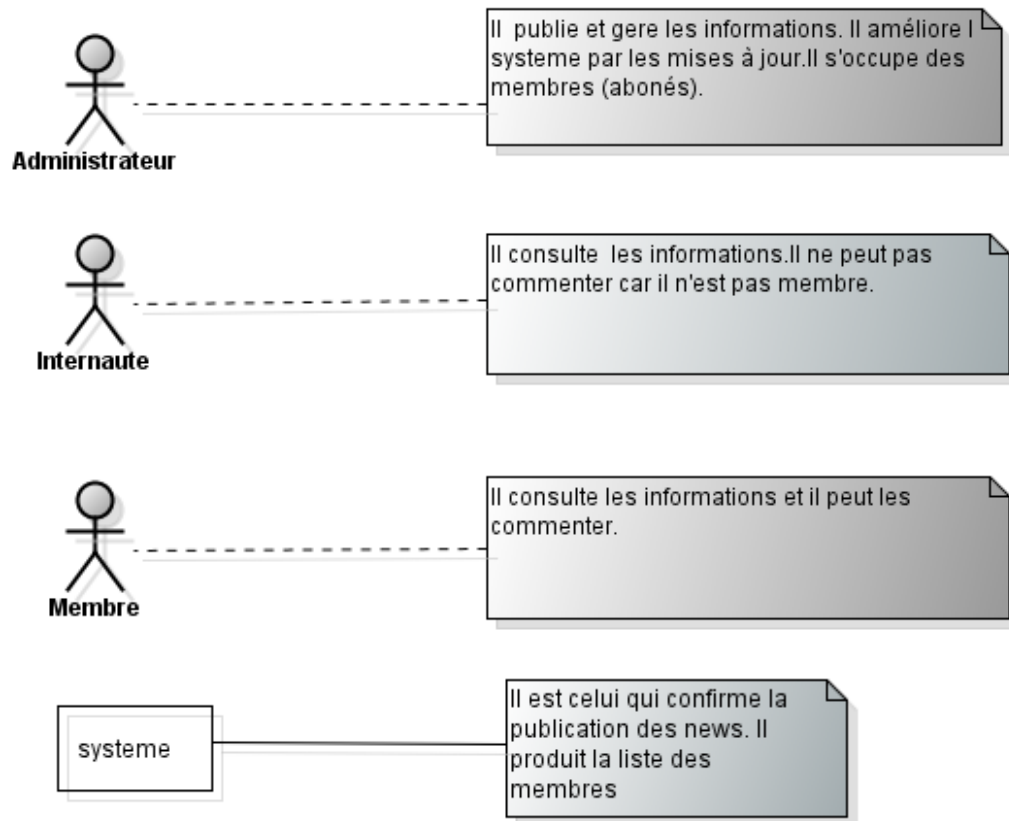 Il publie et gere les informations. Il améliore l
systeme par les mises à jour.Il s'occupe des
membres (abonés).
Administrateur
Il consulte les informations.Il ne peut pas
commenter car il n'est pas membre.
Internaute
Il consulte les informations et il peut les
commenter.
Membre
systeme
Il est celui qui confirme la
publication des news. Il
produit la liste des
membres